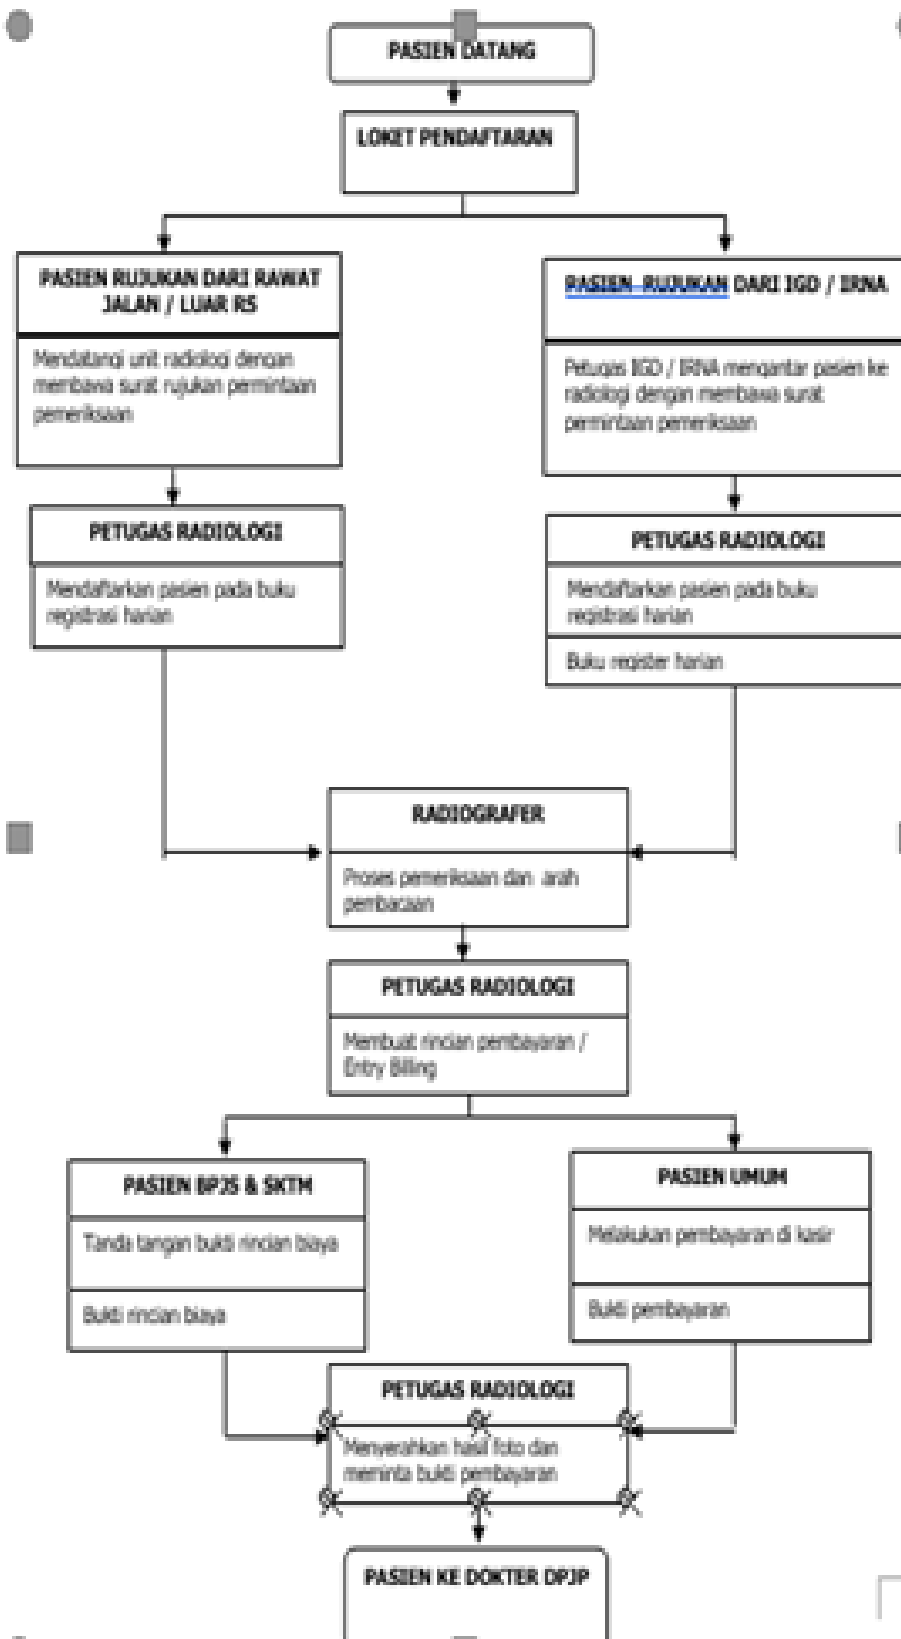 PASIEN DATANG
LOKET PENDAFTARAN
PASIEN RUJUKAN DARI RAWAT
JALAN / LUAR RS
Mendatangi unit radiologi dengan
membawa surat rujukan permintaan
pemeriksaan
PASIEN RUJUKAN DARI IGD / IRNA
Petugas IGD / IRNA mengantar pasien ke
radiologi dengan membawa surat
permintaan pemeriksaan
PETUGAS RADIOLOGI
Mendaftarkan pasien pada buku
registrasi harian
PETUGAS RADIOLOGI
Mendaftarkan pasien pada buku
registrasi harian
Buku register harian
RADIOGRAFER
Proses pemeriksaan dan arah
pembacaan
PETUGAS RADIOLOGI
Membuat rincian pembayaran /
Entry Billing
PASIEN BPJS & SKTM
Tanda tangan bukti rincian biaya
Bukti rincian biaya
PASIEN UMUM
Melakukan pembayaran di kasir
Bukti pembayaran
PETUGAS RADIOLOGI
Menyerahkan hasil foto dan
meminta bukti pembayaran
PASIEN KE DOKTER DPJP